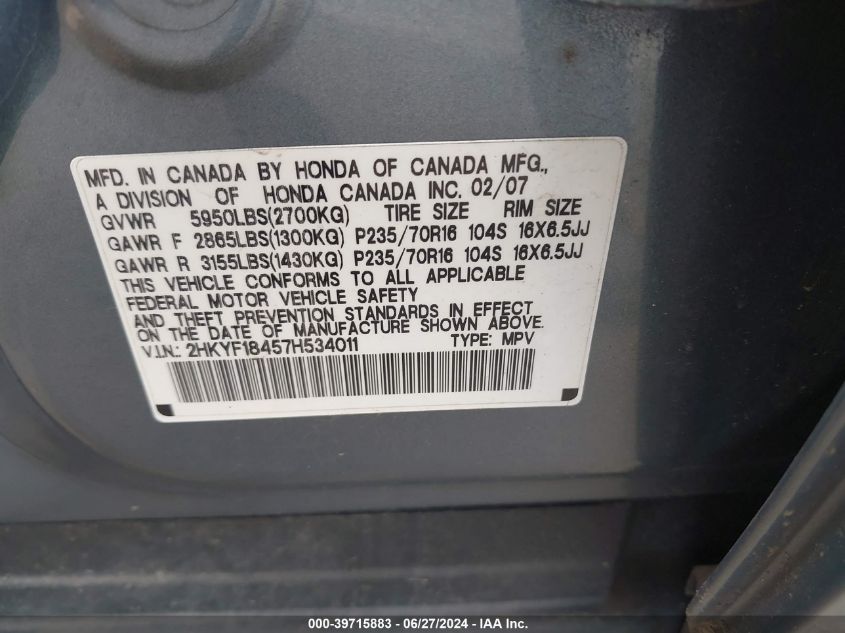 MFD. IN CANADA BY HONDA OF CANADA MFG.,
A DIVISION OF HONDA CANADA INC. 02/07
GVWR 5950LBS(2700KG) TIRE SIZE RIM SIZE
GAWR F 2865LBS(1300KG) P235/70R16 104S 16X6.5JJ
GAWR R 3155LBS(1430KG) P235/70R16 104S 16X6.5JJ
THIS VEHICLE CONFORMS TO ALL APPLICABLE
FEDERAL MOTOR VEHICLE SAFETY
AND THEFT PREVENTION STANDARDS IN EFFECT
ON THE DATE OF MANUFACTURE SHOWN ABOVE.
V.I.N.: 2HKYF18457H534011 TYPE: MPV
000-39715883 - 06/27/2024 - IAA Inc.